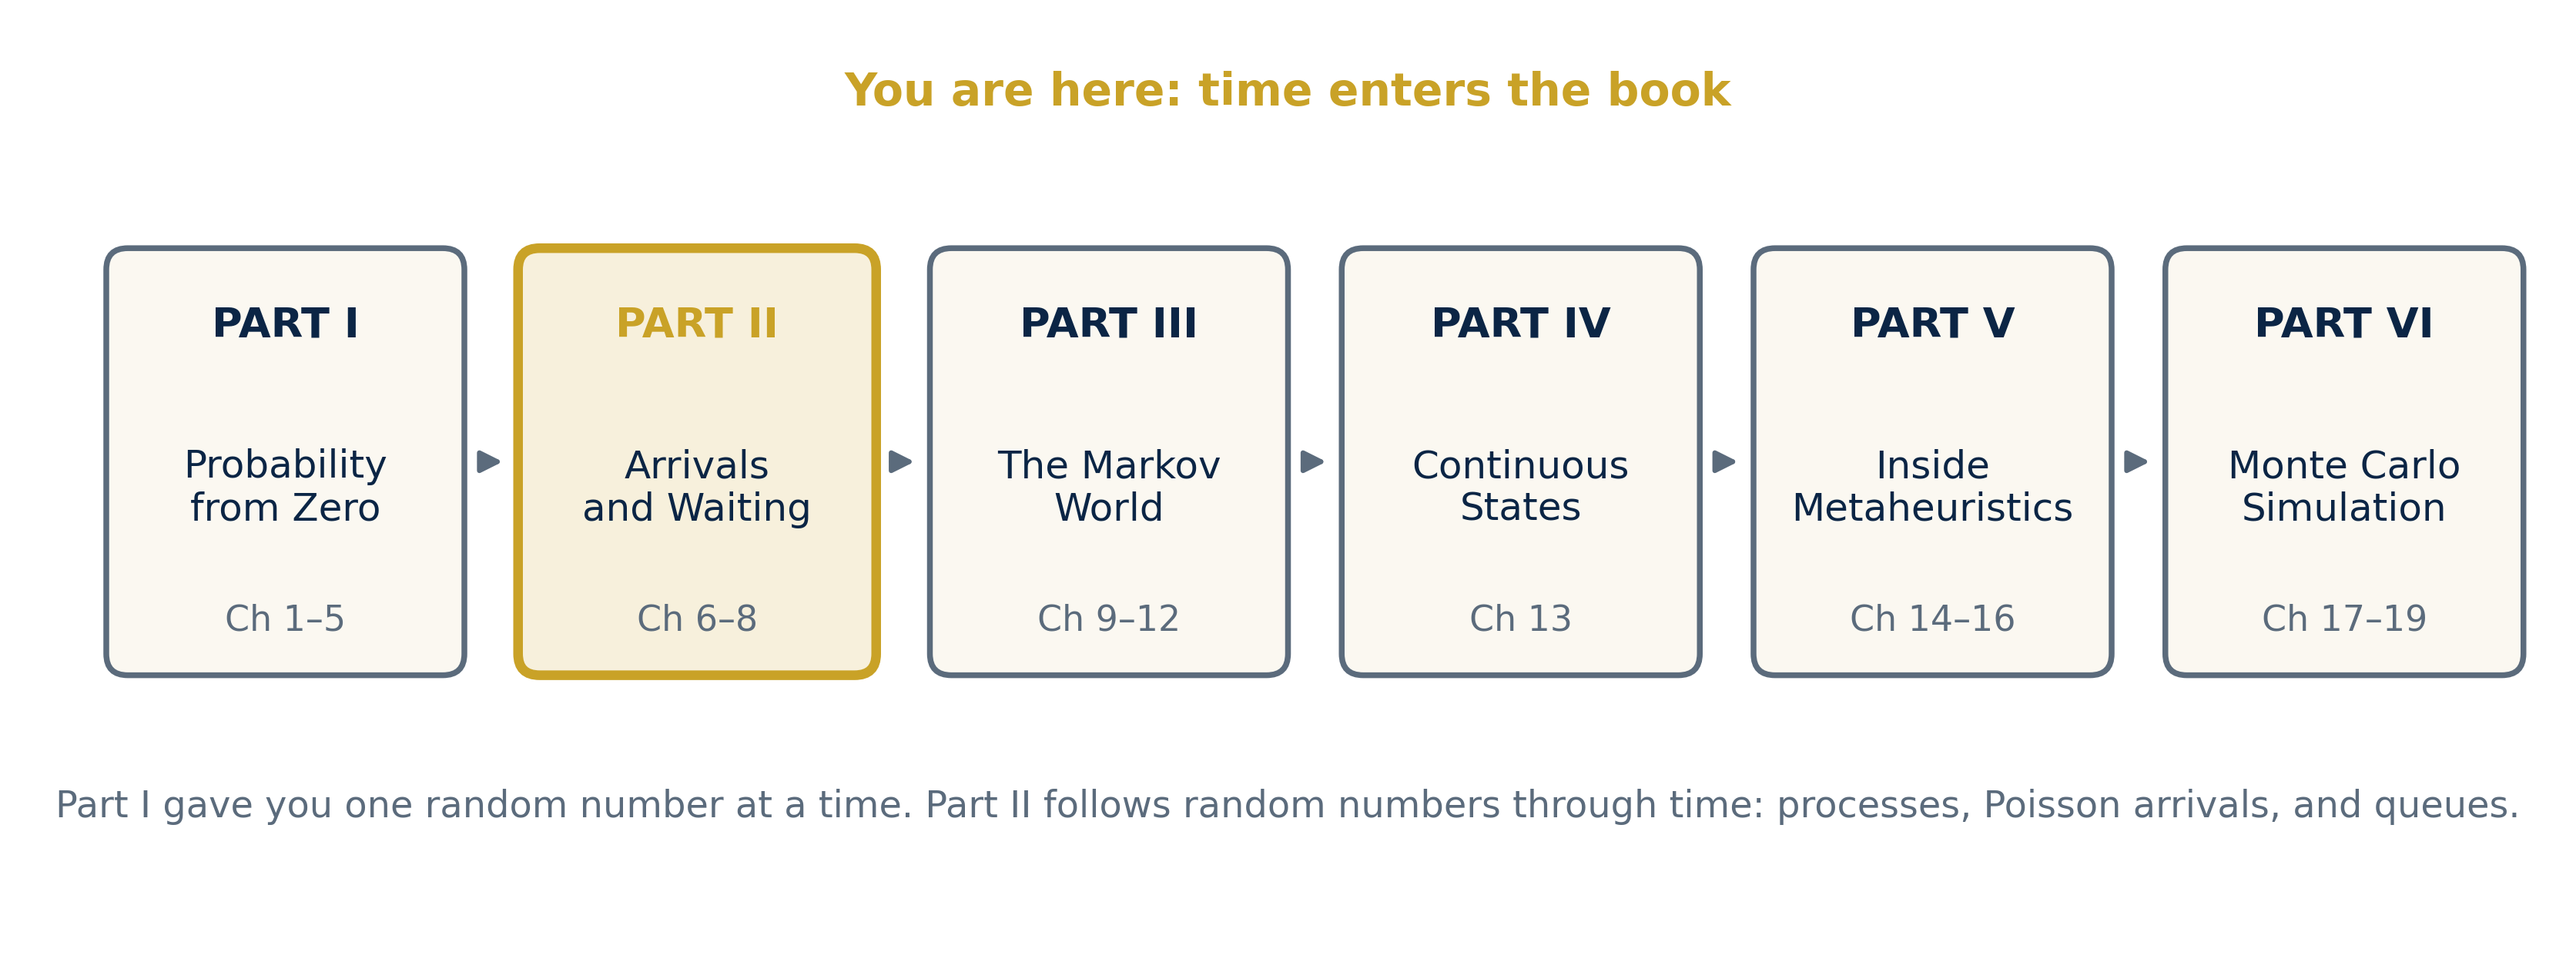 You are here: time enters the book
PART I
Probability
from Zero
Ch 1–5
PART II
Arrivals
and Waiting
Ch 6–8
PART III
The Markov
World
Ch 9–12
PART IV
Continuous
States
Ch 13
PART V
Inside
Metaheuristics
Ch 14–16
PART VI
Monte Carlo
Simulation
Ch 17–19
Part I gave you one random number at a time. Part II follows random numbers through time: processes, Poisson arrivals, and queues.